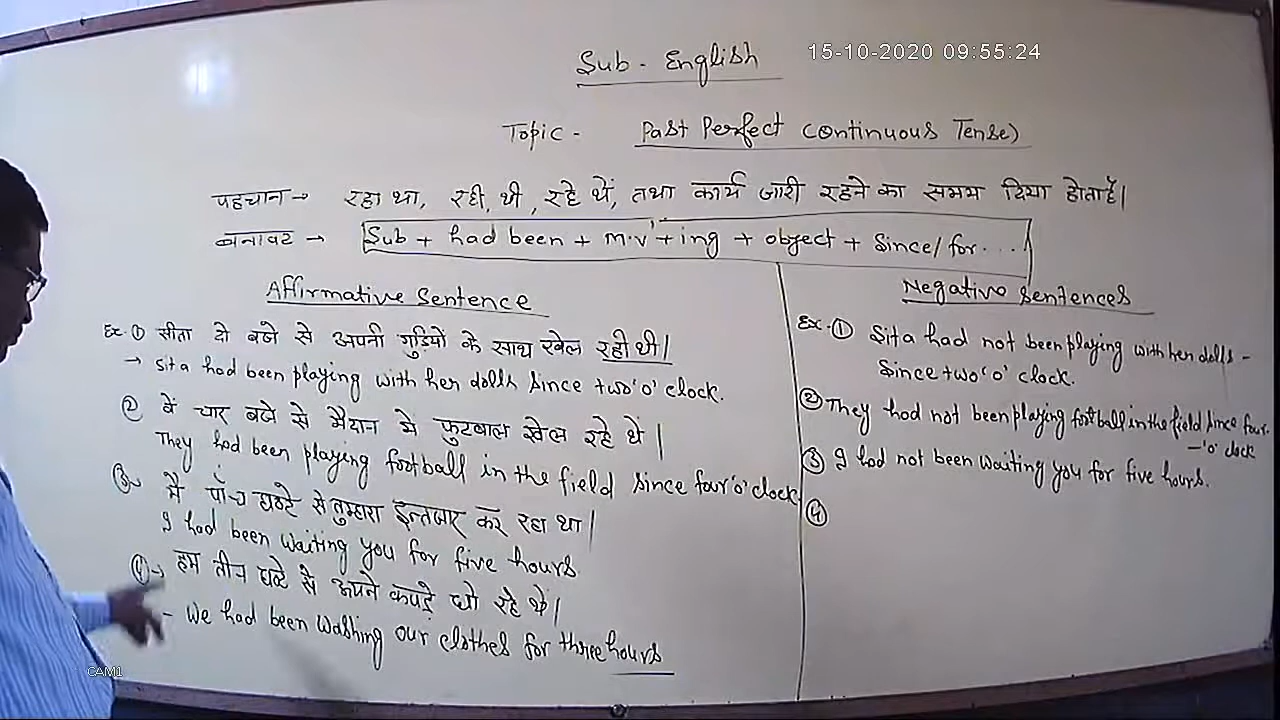 Sub - English
15-10-2020 09:55:24
Topic - Past Perfect Continuous Tense)
पहचान → रहा था, रही थी, रहे थें, तथा कार्य जारी रहने का समय दिया होता हैं।
बनावट → Sub + had been + m.v' + ing + object + Since/for....
Affirmative Sentence
Ex. ① सीता दो बजे से अपनी गुड़ियों के साथ खेल रही थी।
→ Sita had been playing with her dolls since two 'o' clock.
② वें चार बजे से मैदान में फुटबाल खेल रहे थें।
They had been playing football in the field since four 'o' clock.
③ मै पाँच घण्टे से तुम्हारा इन्तजार कर रहा था।
I had been waiting you for five hours
④ → हम तीन घण्टे से अपने कपड़े धो रहे थें।
- We had been washing our clothes for three hours
Negative Sentences
Ex. ① Sita had not been playing with her dolls -
Since two 'o' clock.
② They had not been playing football in the field since four.
- 'o' clock
③ I had not been waiting you for five hours.
④
CAM1